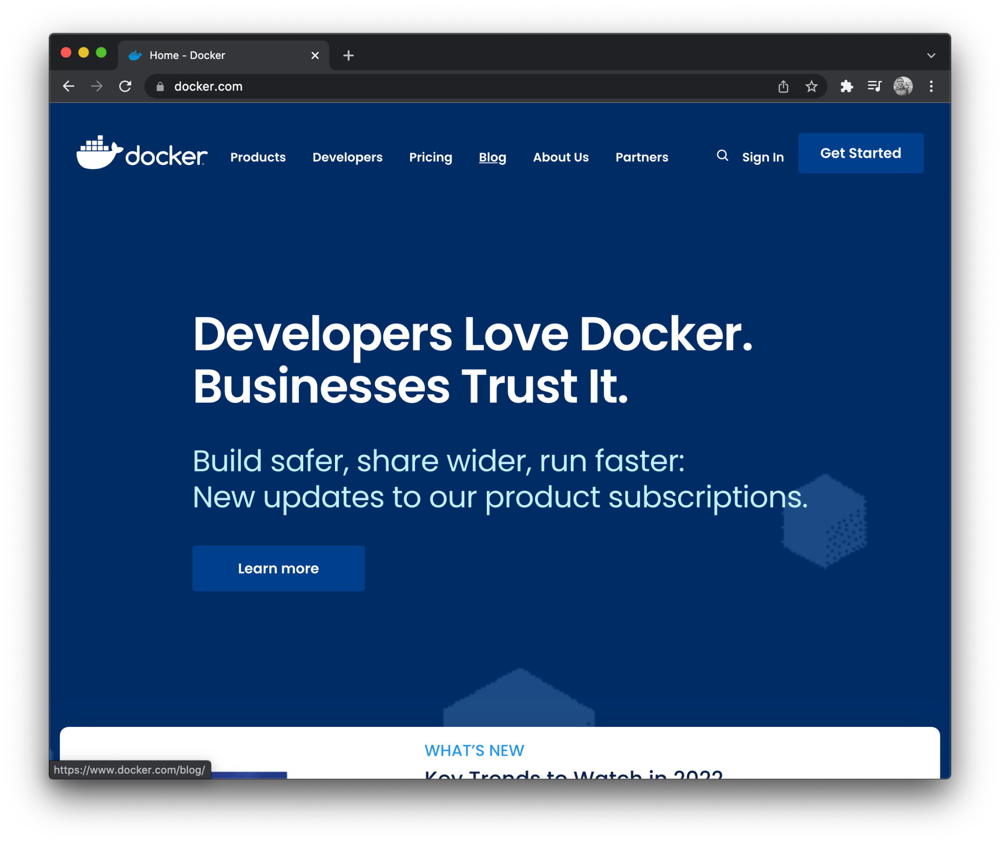 Home - Docker
docker.com
docker
Products Developers Pricing Blog About Us Partners Sign In Get Started
Developers Love Docker.
Businesses Trust It.
Build safer, share wider, run faster:
New updates to our product subscriptions.
Learn more
WHAT'S NEW
Key Trends to Watch in 2022
https://www.docker.com/blog/